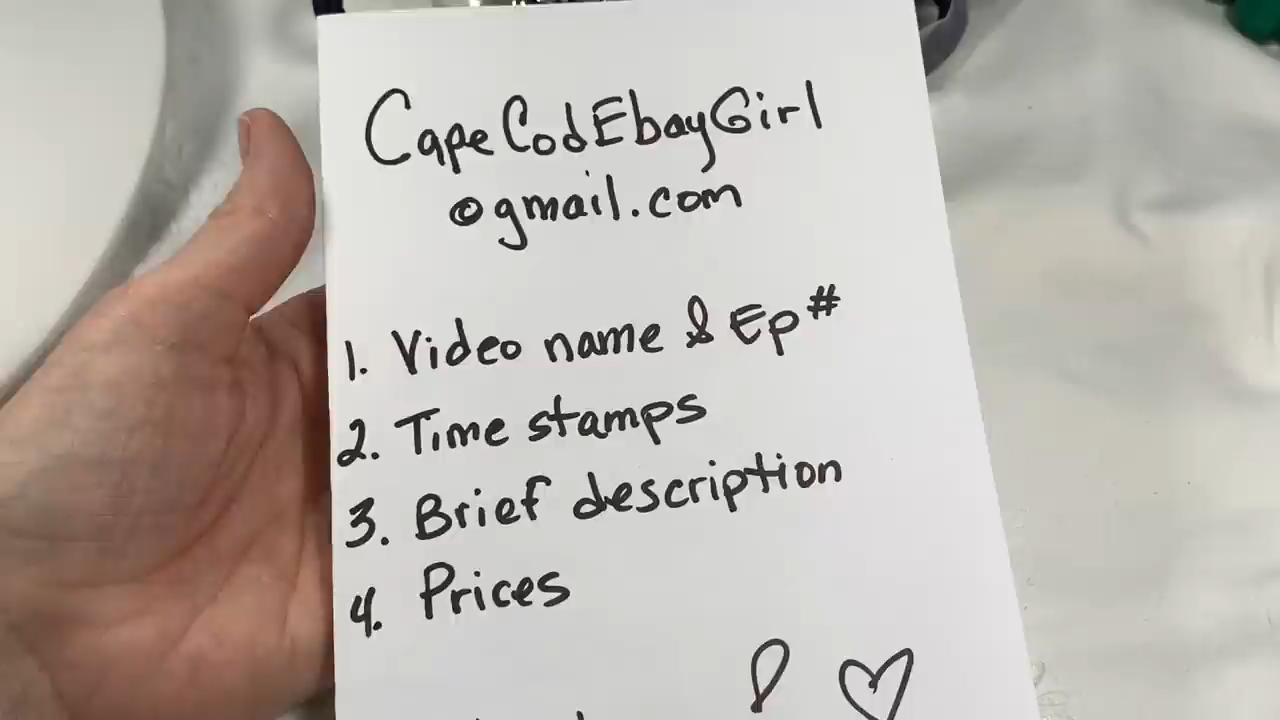 CapeCodEbayGirl
@gmail.com
1. Video name & Ep#
2. Time stamps
3. Brief description
4. Prices